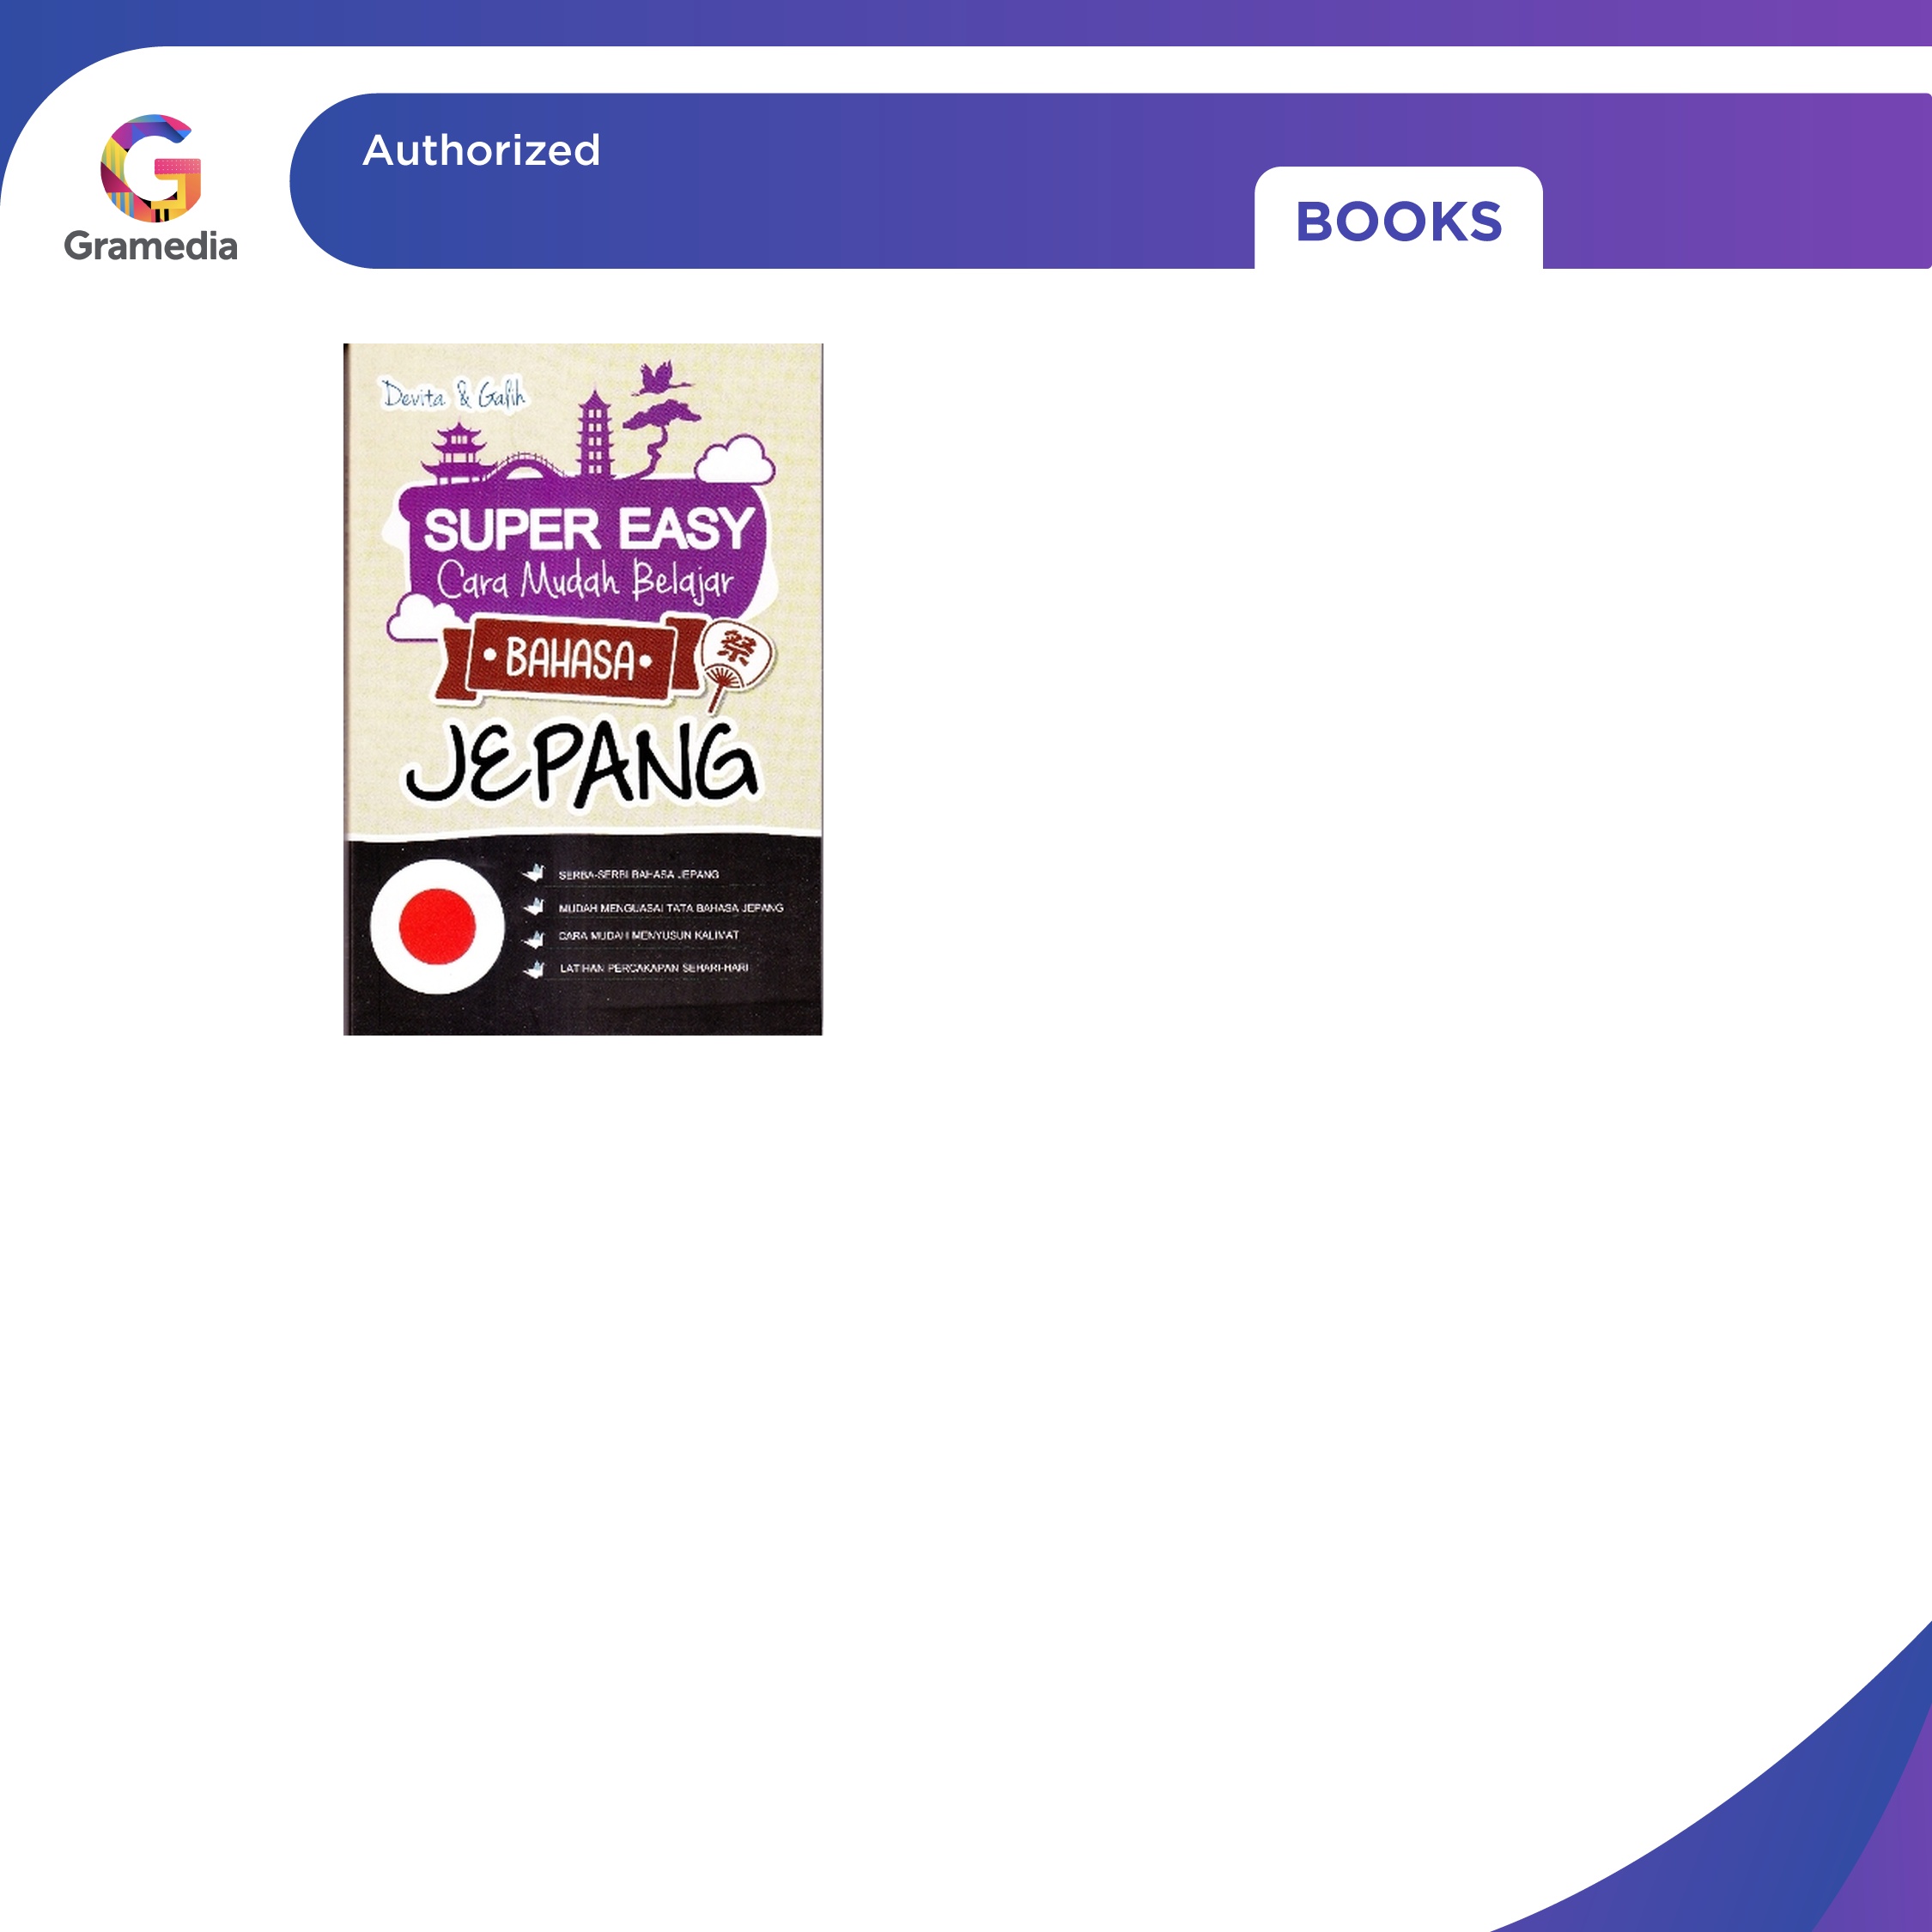 Authorized
BOOKS
Gramedia
Devita & Galih
SUPER EASY
Cara Mudah Belajar
• BAHASA •
祭
JEPANG
SERBA-SERBI BAHASA JEPANG
MUDAH MENGUASAI TATA BAHASA JEPANG
CARA MUDAH MENYUSUN KALIMAT
LATIHAN PERCAKAPAN SEHARI-HARI